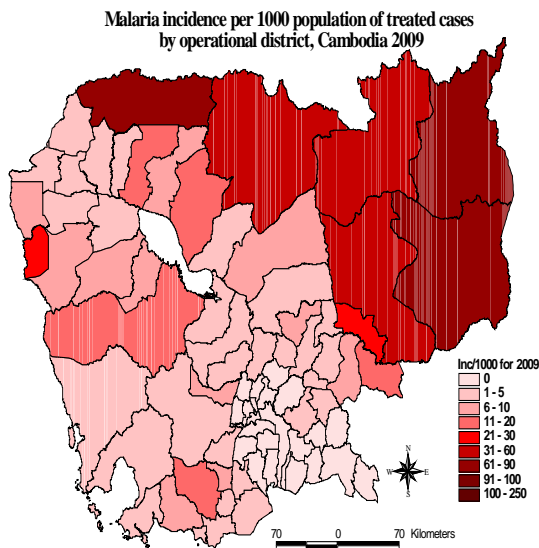 Malaria incidence per 1000 population of treated cases
by operational district, Cambodia 2009
Inc/1000 for 2009
0
1 - 5
6 - 10
11 - 20
21 - 30
31 - 60
61 - 90
91 - 100
100 - 250
N
W E
S
70 0 70 Kilometers